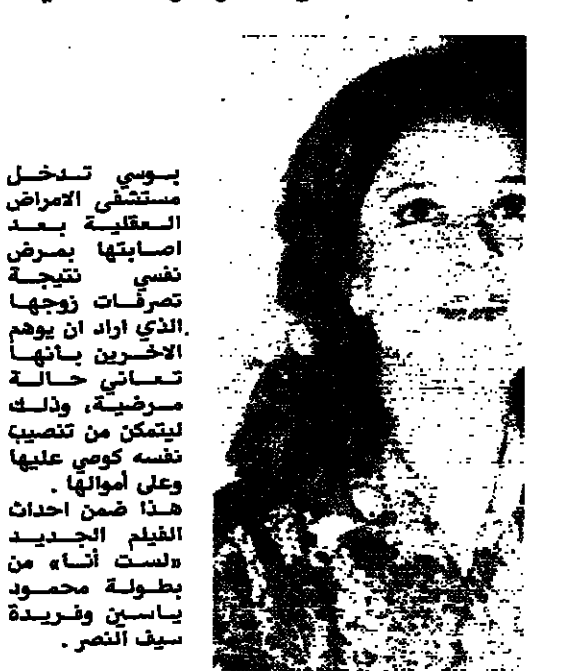 بوسي تدخل
مستشفى الامراض
العقلية بعد
اصابتها بمرض
نفسي نتيجة
تصرفات زوجها
الذي اراد ان يوهم
الاخرين بأنها
تعاني حالة
مرضية، وذلك
ليتمكن من تنصيب
نفسه كوصي عليها
وعلى أموالها .
هذا ضمن احداث
الفيلم الجديد
«لست أنا» من
بطولة محمود
ياسين وفريدة
سيف النصر .